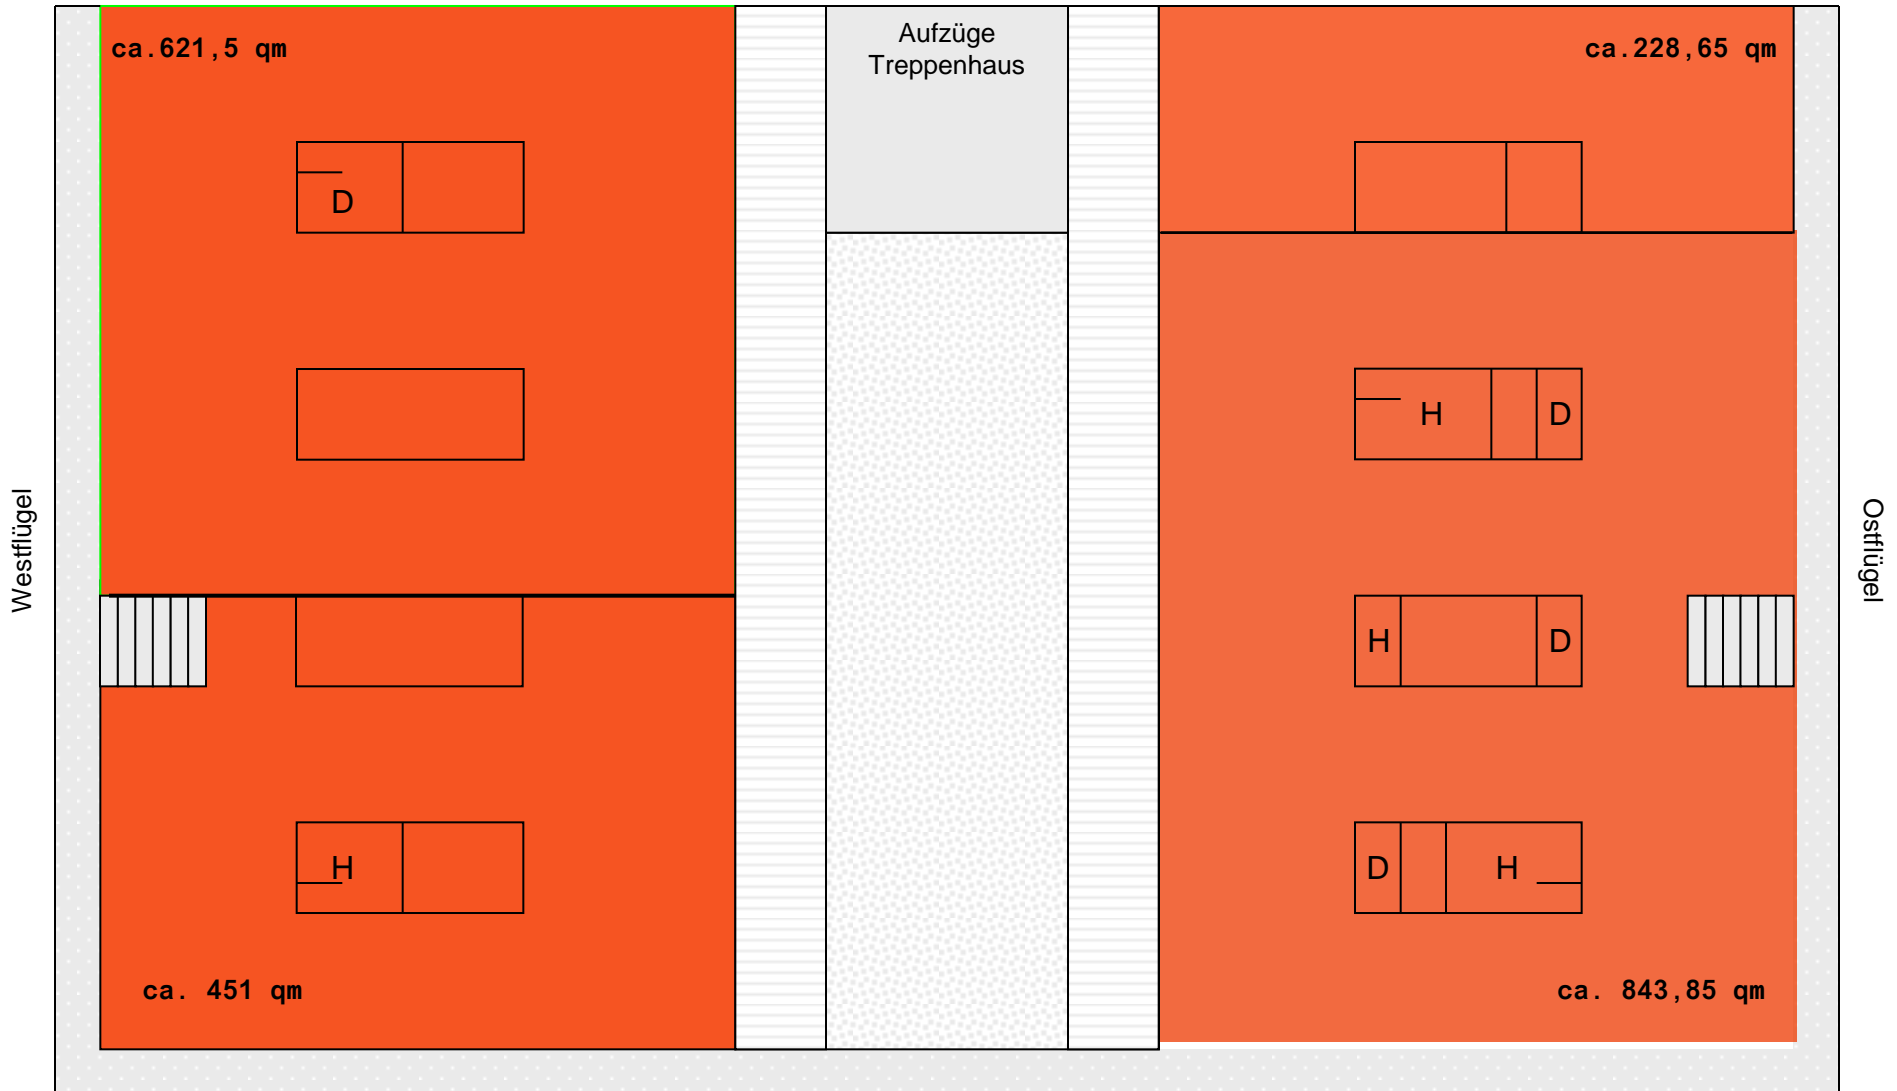 ca.621,5 qm
Aufzüge
Treppenhaus
ca.228,65 qm
D
H
D
Westflügel
Ostflügel
H
D
H
D
H
ca. 451 qm
ca. 843,85 qm